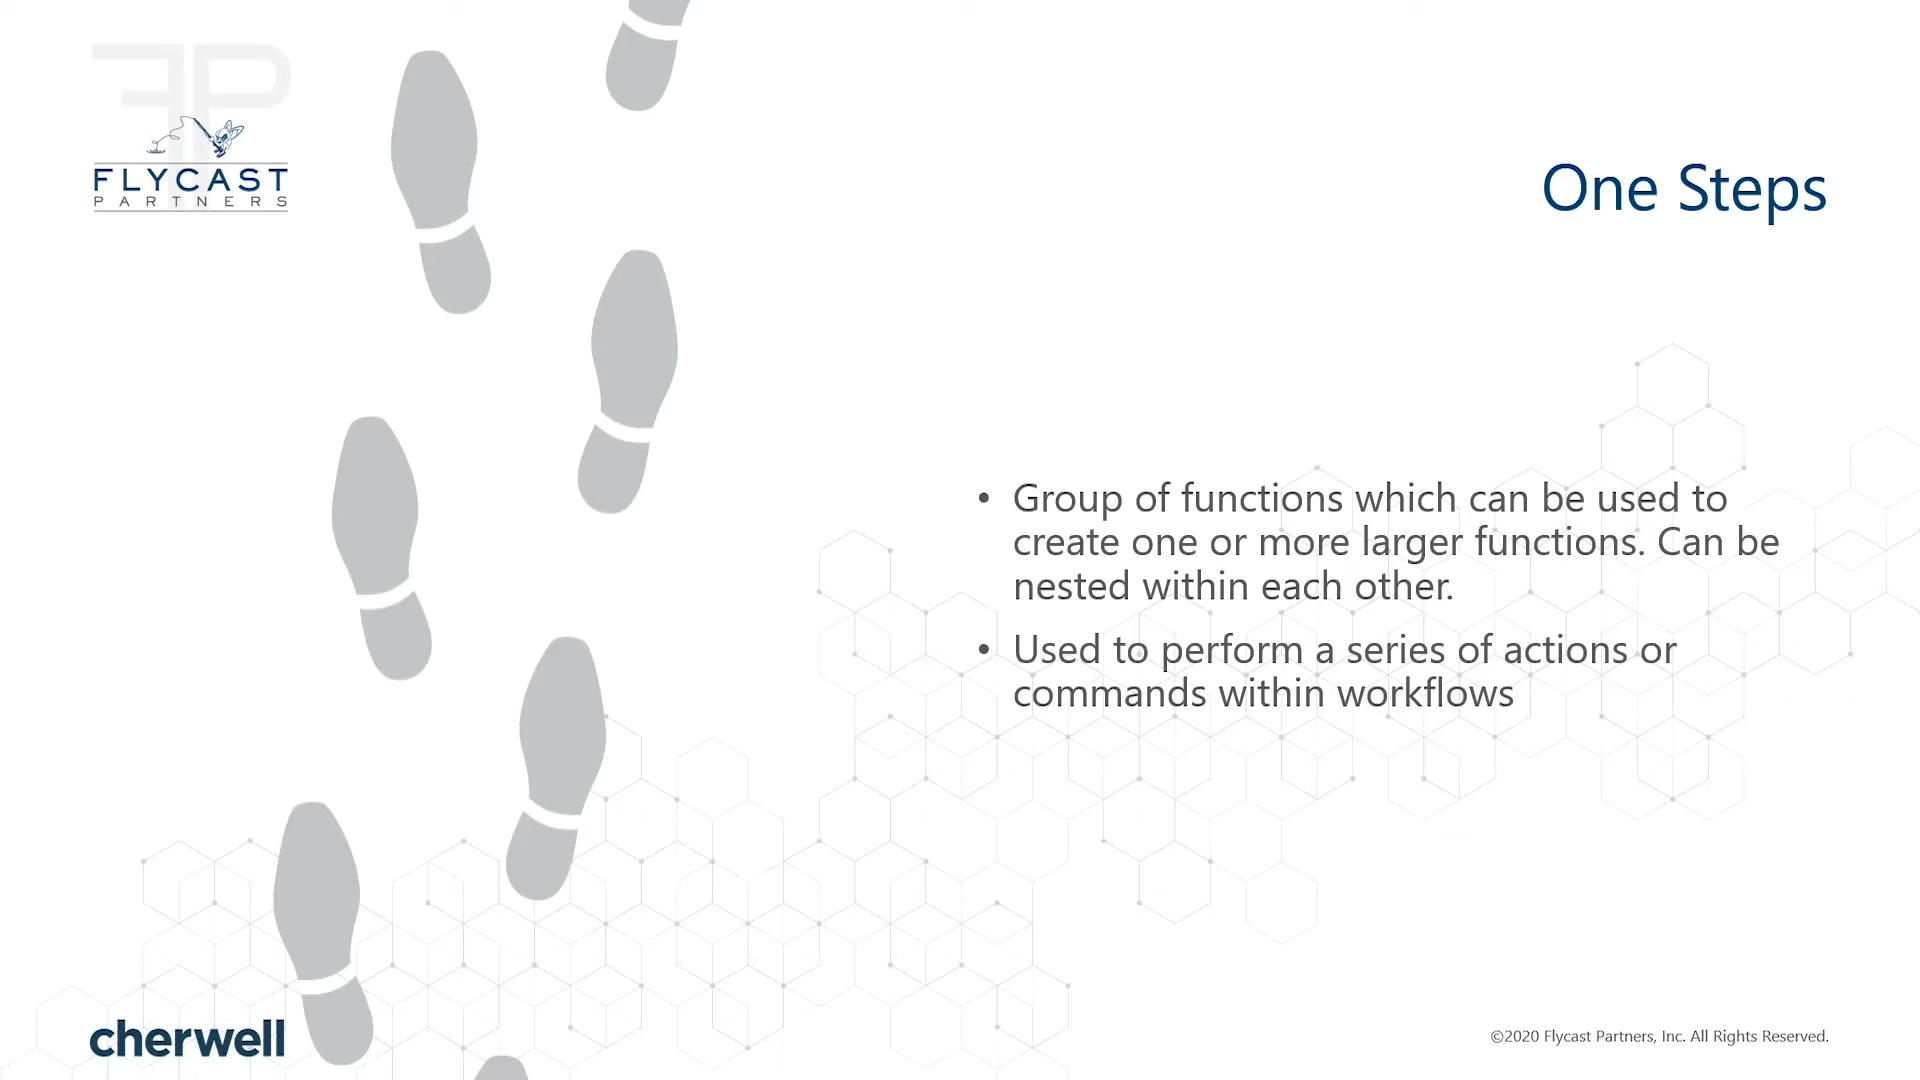 FP
FLYCAST
PARTNERS
One Steps
• Group of functions which can be used to
create one or more larger functions. Can be
nested within each other.
• Used to perform a series of actions or
commands within workflows
cherwell
©2020 Flycast Partners, Inc. All Rights Reserved.